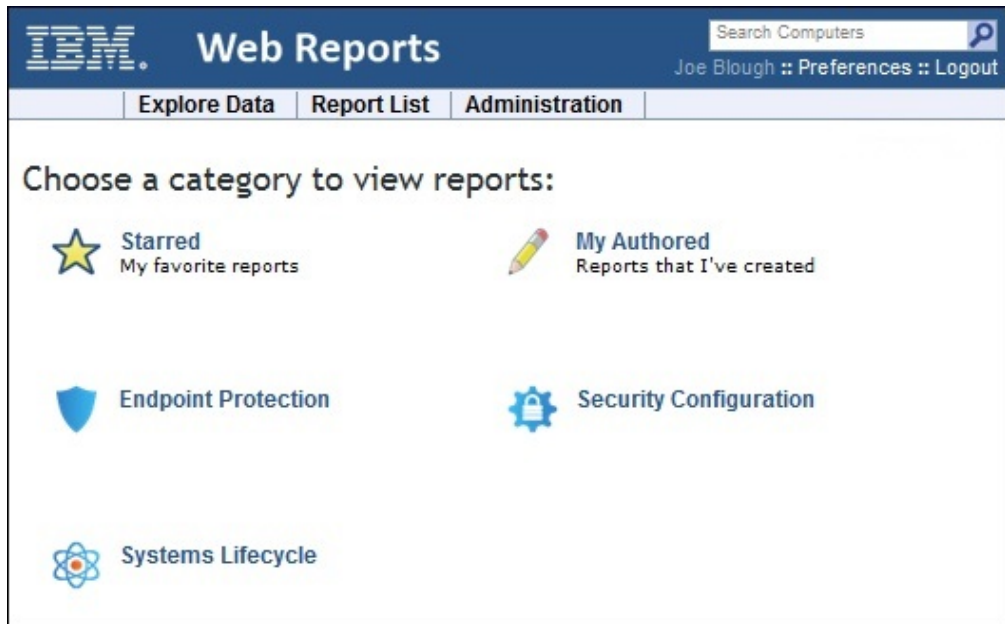 IBM. Web Reports
Search Computers
Joe Blough :: Preferences :: Logout
Explore Data Report List Administration
Choose a category to view reports:
Starred
My favorite reports
My Authored
Reports that I've created
Endpoint Protection
Security Configuration
Systems Lifecycle